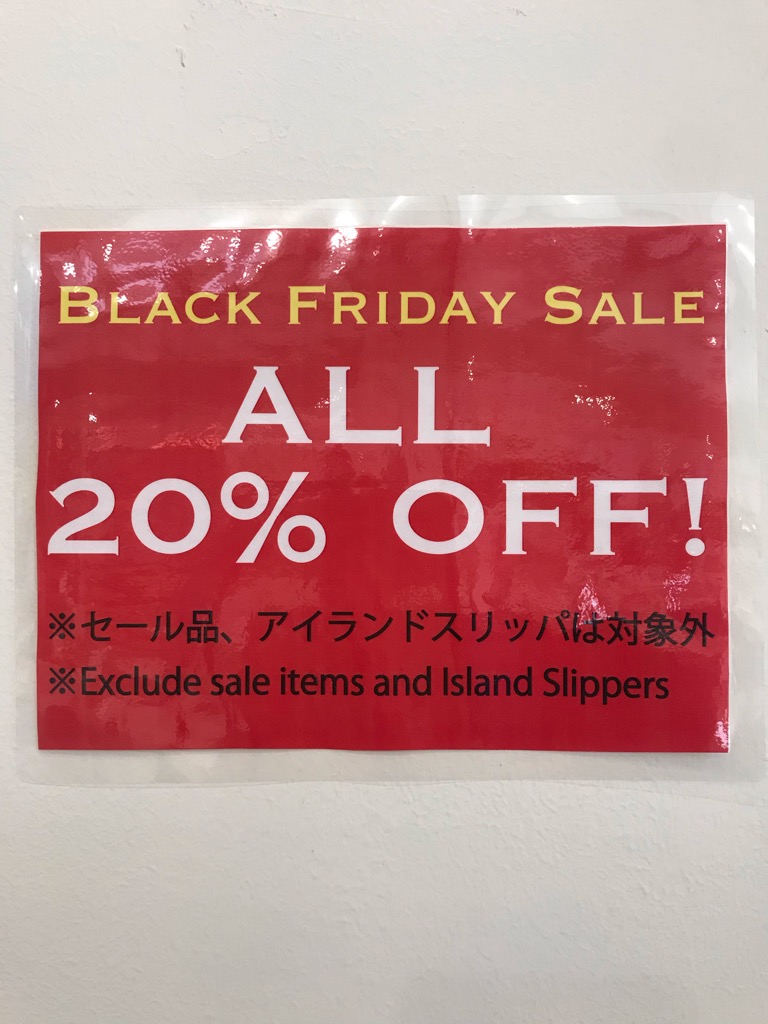 BLACK FRIDAY SALE
ALL
20% OFF!
※セール品、アイランドスリッパは対象外
※Exclude sale items and Island Slippers